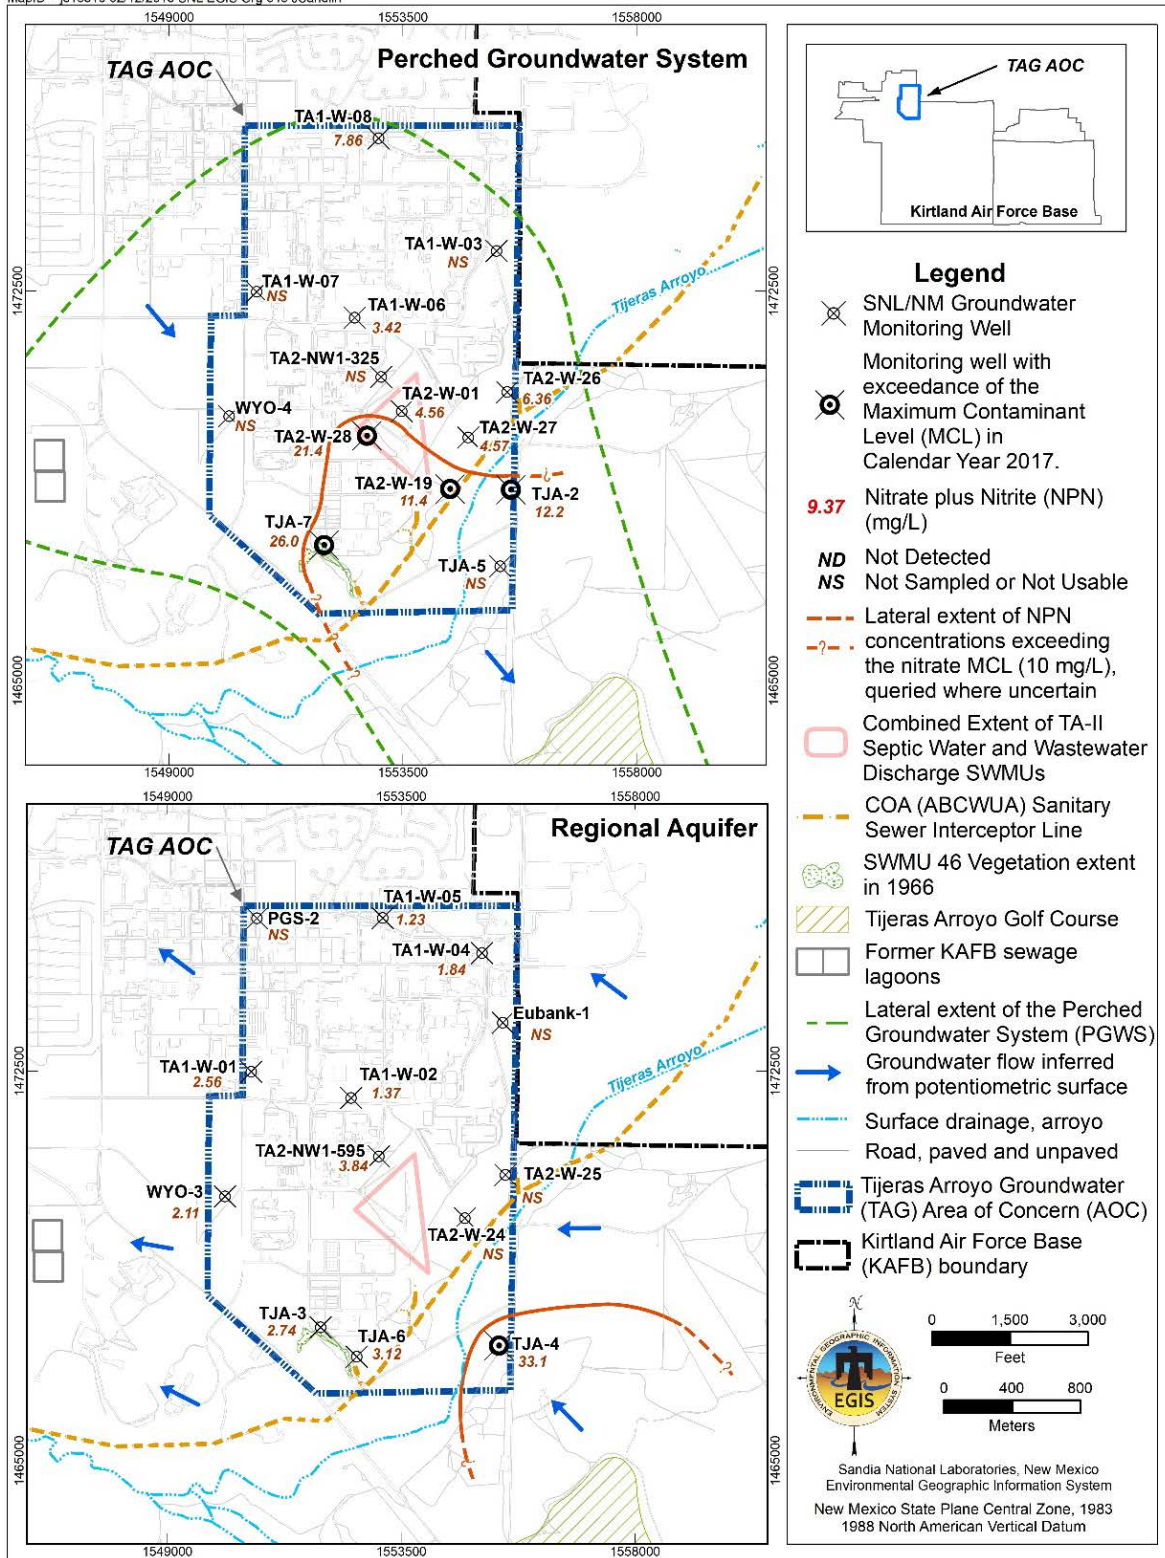 1549000
1553500
1558000
Perched Groundwater System
TAG AOC
TA1-W-08
7.86
TA1-W-03
NS
Tijeras Arroyo
1472500
1472500
TA1-W-07
NS
TA1-W-06
3.42
TA2-NW1-325
NS
TA2-W-01
4.56
TA2-W-26
6.36
WYO-4
NS
TA2-W-28
21.4
TA2-W-27
4.57
?
TA2-W-19
11.4
TJA-2
12.2
TJA-7
26.0
TJA-5
NS
?
?
?
1465000
1465000
1549000
1553500
1558000
Regional Aquifer
TAG AOC
TA1-W-05
1.23
PGS-2
NS
TA1-W-04
1.84
Eubank-1
NS
Tijeras Arroyo
1472500
1472500
TA1-W-01
2.56
TA1-W-02
1.37
TA2-NW1-595
3.84
TA2-W-25
NS
WYO-3
2.11
TA2-W-24
NS
TJA-3
2.74
TJA-6
3.12
TJA-4
33.1
?
?
1465000
1465000
1549000
1553500
1558000
TAG AOC
Kirtland Air Force Base
Legend
SNL/NM Groundwater
Monitoring Well
Monitoring well with
exceedance of the
Maximum Contaminant
Level (MCL) in
Calendar Year 2017.
9.37 Nitrate plus Nitrite (NPN)
(mg/L)
ND Not Detected
NS Not Sampled or Not Usable
Lateral extent of NPN
?
concentrations exceeding
the nitrate MCL (10 mg/L),
queried where uncertain
Combined Extent of TA-II
Septic Water and Wastewater
Discharge SWMUs
COA (ABCWUA) Sanitary
Sewer Interceptor Line
SWMU 46 Vegetation extent
in 1966
Tijeras Arroyo Golf Course
Former KAFB sewage
lagoons
Lateral extent of the Perched
Groundwater System (PGWS)
Groundwater flow inferred
from potentiometric surface
Surface drainage, arroyo
Road, paved and unpaved
Tijeras Arroyo Groundwater
(TAG) Area of Concern (AOC)
Kirtland Air Force Base
(KAFB) boundary
N
ENVIRONMENTAL GEOGRAPHIC INFORMATION SYSTEM
EGIS
0 1,500 3,000
Feet
0 400 800
Meters
Sandia National Laboratories, New Mexico
Environmental Geographic Information System
New Mexico State Plane Central Zone, 1983
1988 North American Vertical Datum